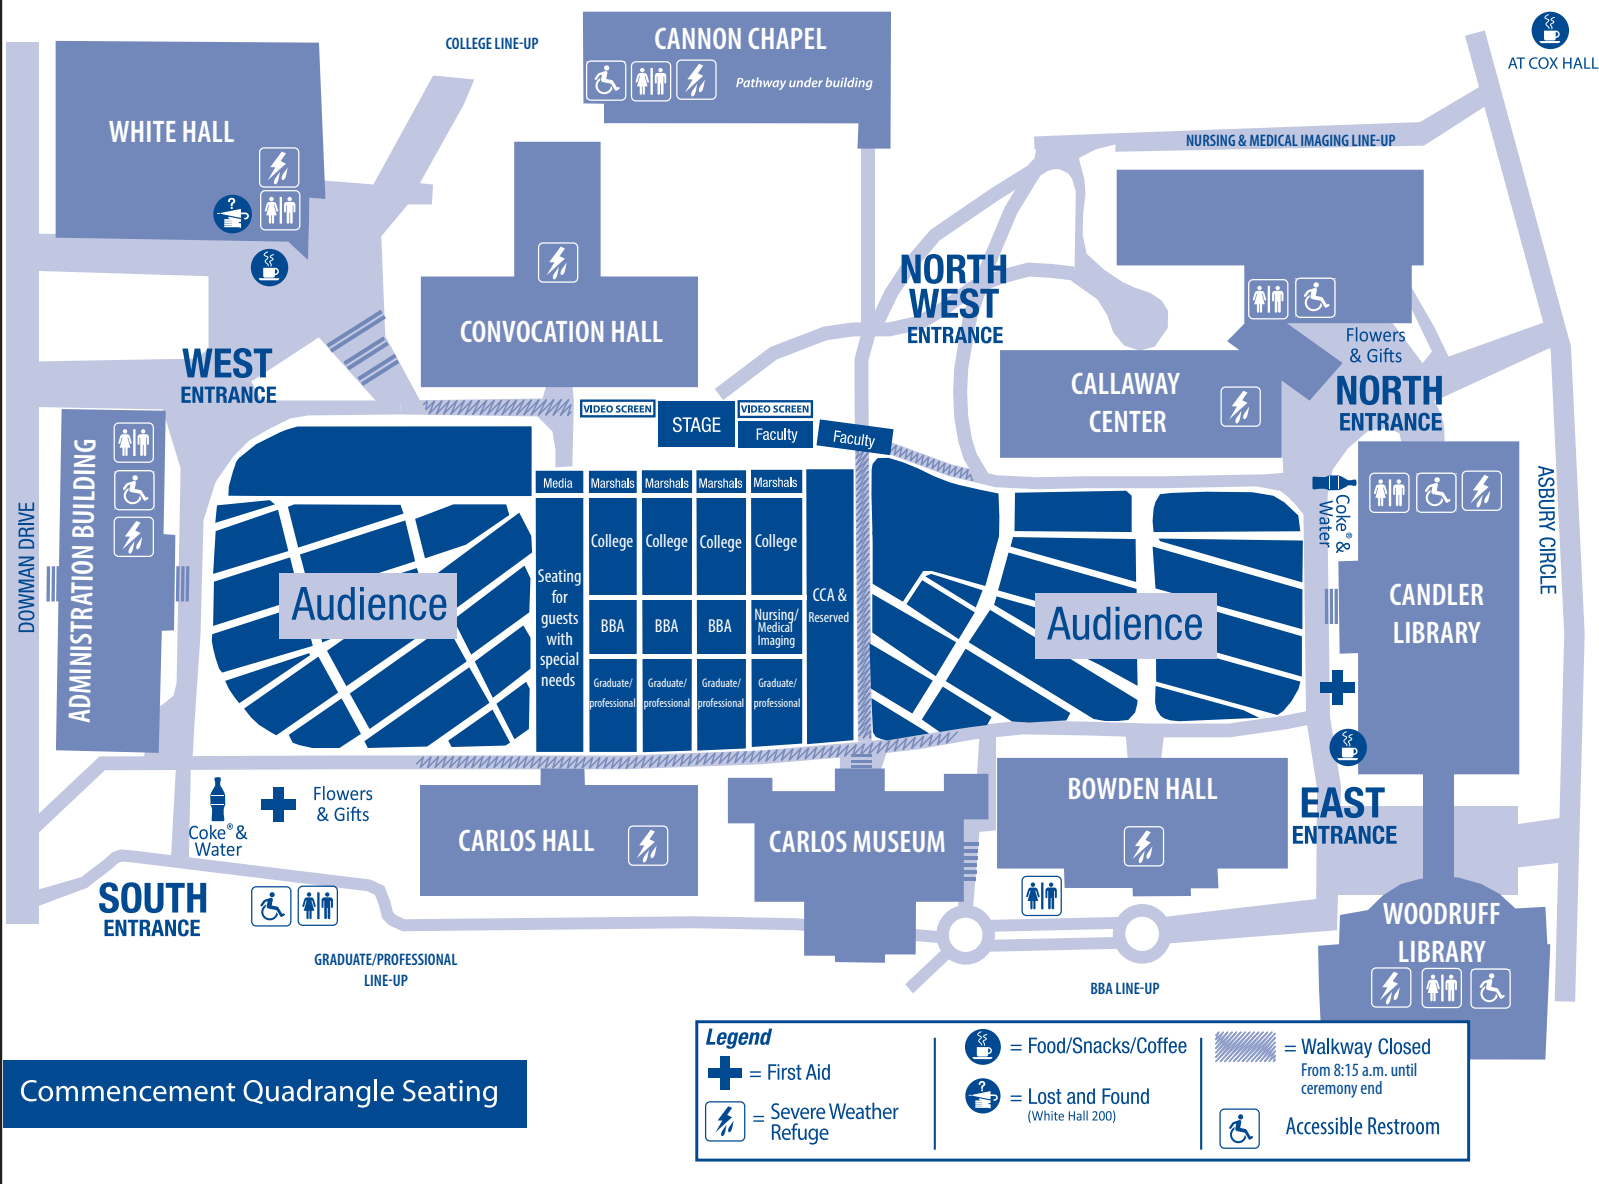 COLLEGE LINE-UP
CANNON CHAPEL
Pathway under building
AT COX HALL
WHITE HALL
?
NURSING & MEDICAL IMAGING LINE-UP
NORTH
WEST
ENTRANCE
CONVOCATION HALL
Flowers
& Gifts
WEST
ENTRANCE
CALLAWAY
CENTER
NORTH
ENTRANCE
VIDEO SCREEN
STAGE
VIDEO SCREEN
Faculty
Faculty
DOWMAN DRIVE
ADMINISTRATION BUILDING
Media
Marshals
Marshals
Marshals
Marshals
College
College
College
College
Seating
for
guests
with
special
needs
CCA &
Reserved
BBA
BBA
BBA
Nursing/
Medical
Imaging
Graduate/
professional
Graduate/
professional
Graduate/
professional
Graduate/
professional
Audience
Audience
Coke® &
Water
CANDLER
LIBRARY
ASBURY CIRCLE
Coke® &
Water
Flowers
& Gifts
CARLOS HALL
CARLOS MUSEUM
BOWDEN HALL
EAST
ENTRANCE
SOUTH
ENTRANCE
WOODRUFF
LIBRARY
GRADUATE/PROFESSIONAL
LINE-UP
BBA LINE-UP
Commencement Quadrangle Seating
Legend
= First Aid
= Severe Weather
Refuge
= Food/Snacks/Coffee
?
= Lost and Found
(White Hall 200)
= Walkway Closed
From 8:15 a.m. until
ceremony end
Accessible Restroom